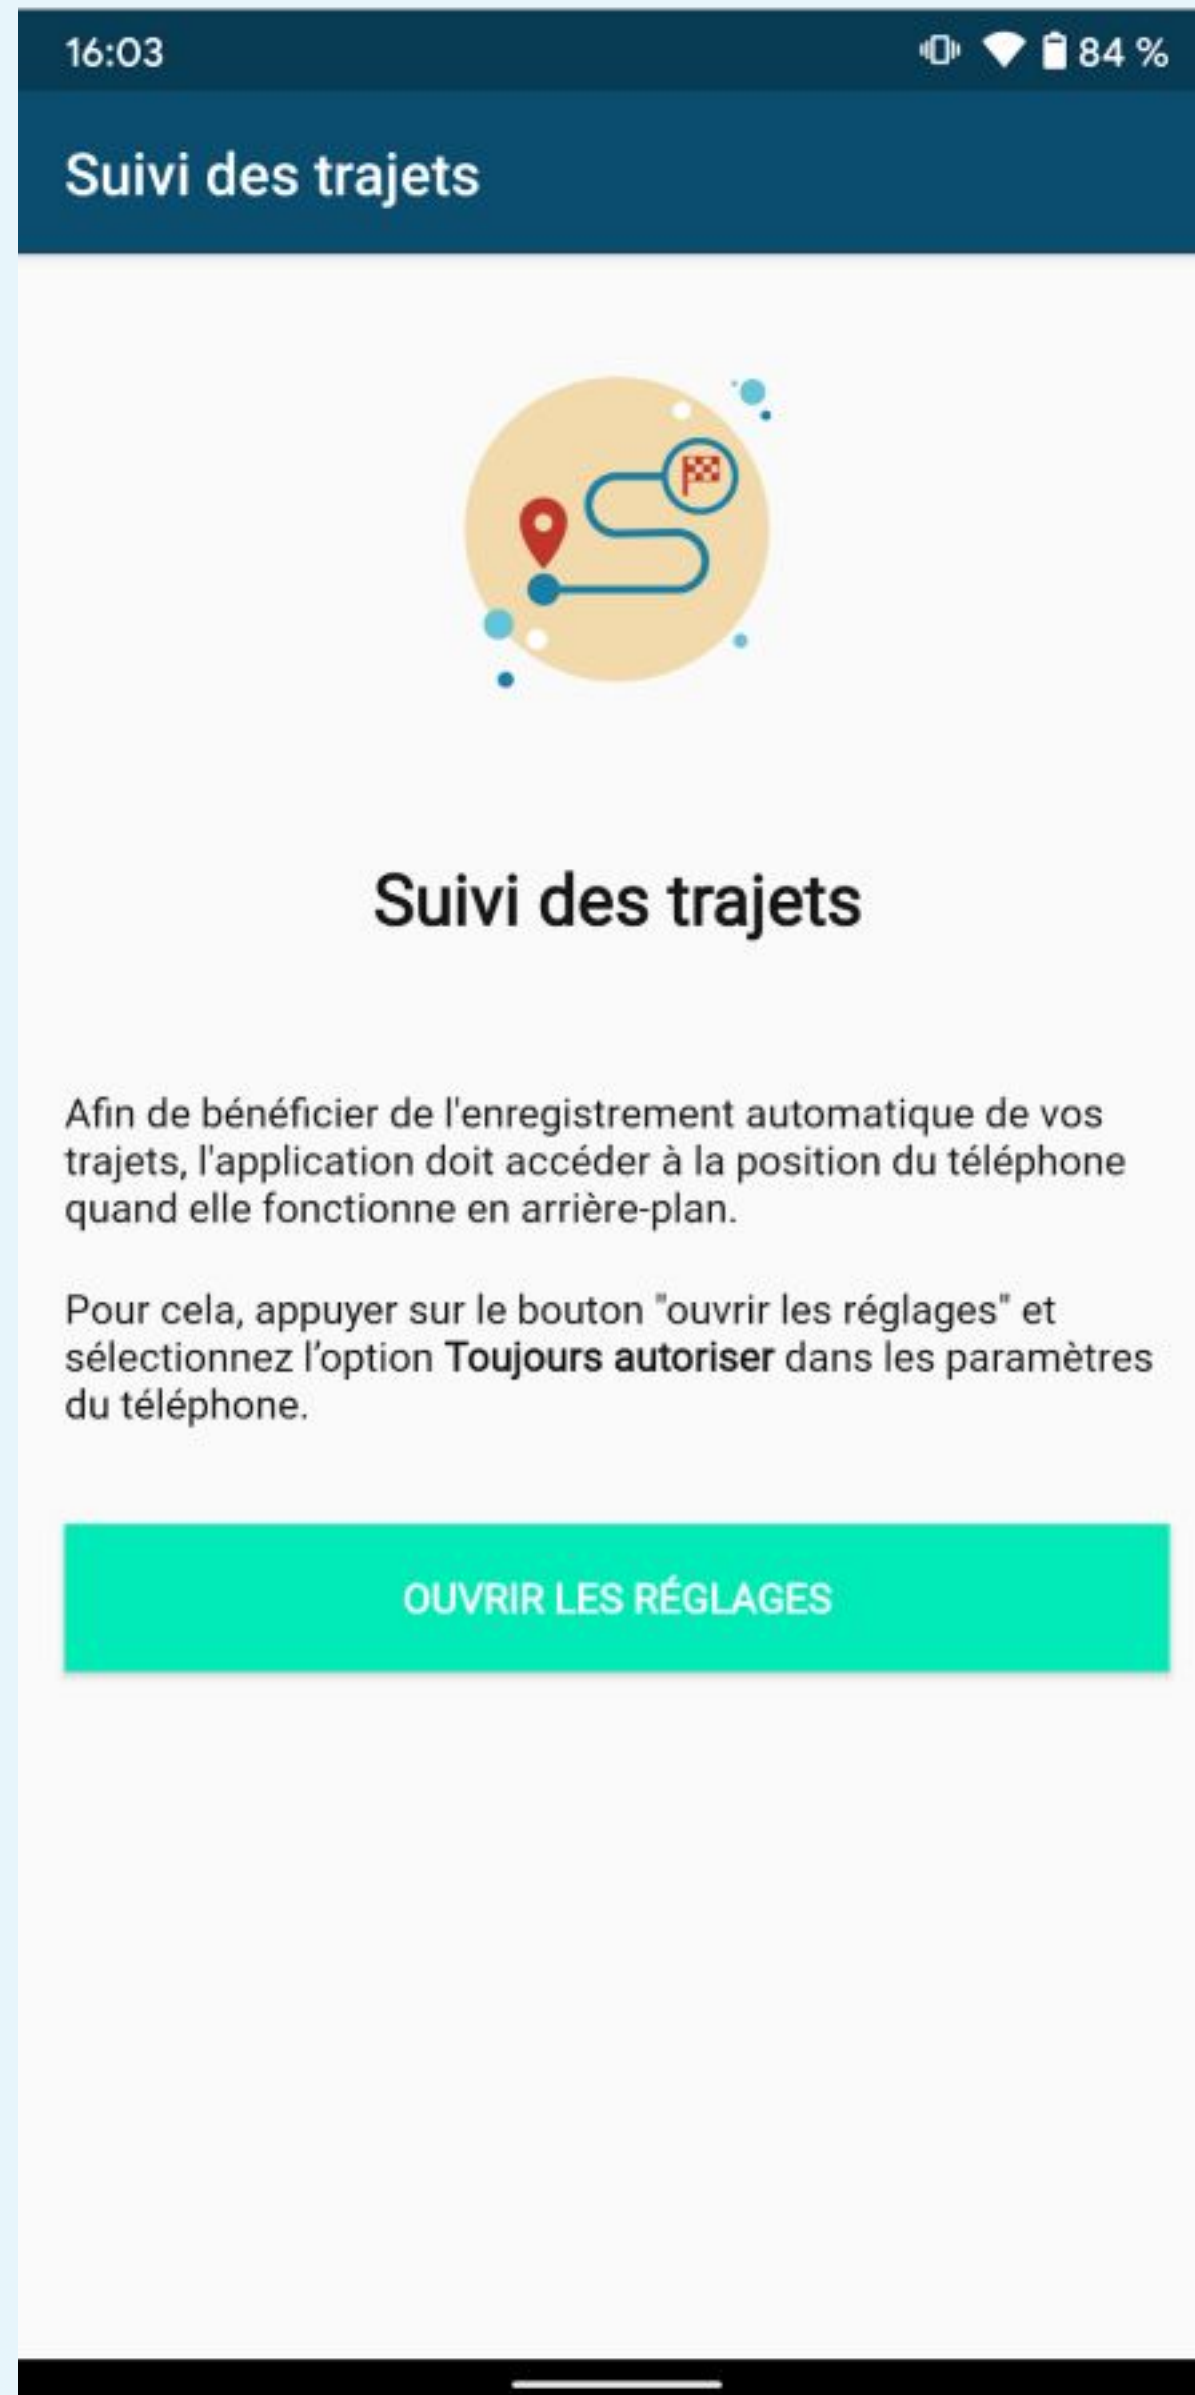 16:03
84 %
Suivi des trajets
Suivi des trajets
Afin de bénéficier de l'enregistrement automatique de vos
trajets, l'application doit accéder à la position du téléphone
quand elle fonctionne en arrière-plan.
Pour cela, appuyer sur le bouton "ouvrir les réglages" et
sélectionnez l’option Toujours autoriser dans les paramètres
du téléphone.
OUVRIR LES RÉGLAGES